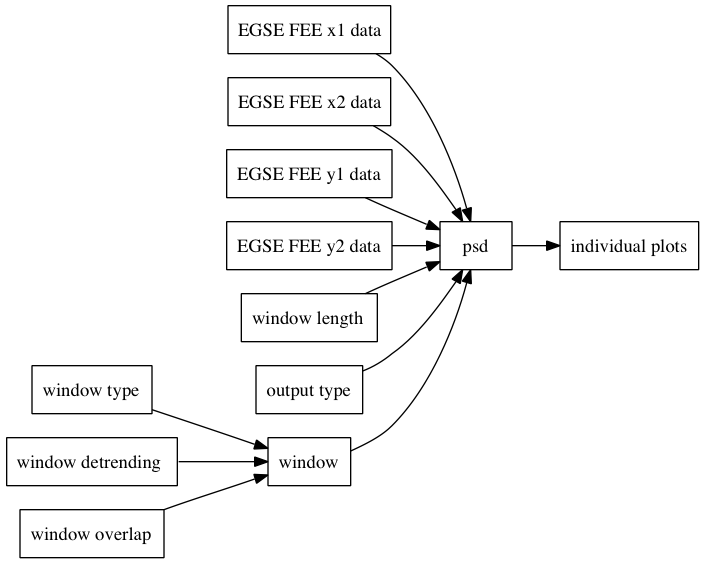 EGSE FEE x1 data
EGSE FEE x2 data
EGSE FEE y1 data
EGSE FEE y2 data
psd
individual plots
window length
output type
window type
window detrending
window
window overlap